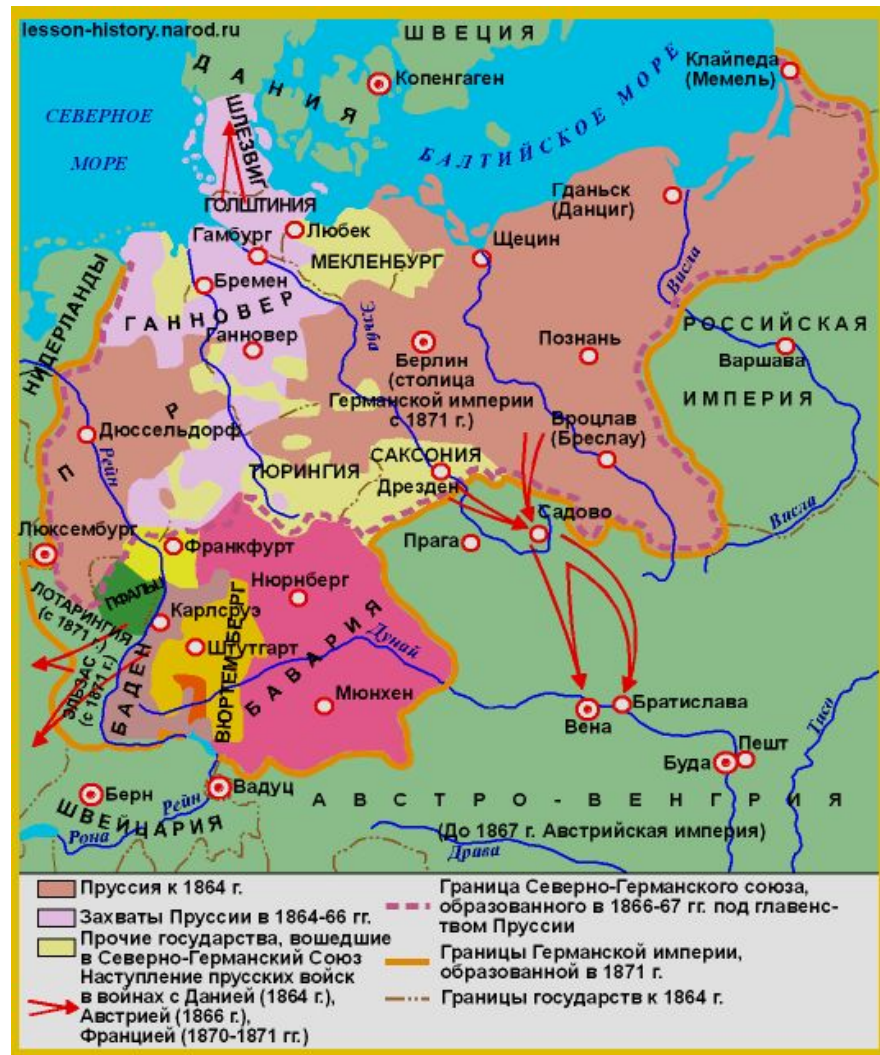 lesson-history.narod.ru
ШВЕЦИЯ
ДАНИЯ
Копенгаген
Клайпеда
(Мемель)
СЕВЕРНОЕ
МОРЕ
БАЛТИЙСКОЕ МОРЕ
ШЛЕЗВИГ
ГОЛШТИНИЯ
Гданьск
(Данциг)
Любек
Гамбург
Щецин
МЕКЛЕНБУРГ
Висла
Бремен
НИДЕРЛАНДЫ
ГАННОВЕР
Эльба
РОССИЙСКАЯ
ИМПЕРИЯ
Ганновер
Познань
Варшава
Берлин
(столица
Германской империи
с 1871 г.)
П Р
Дюссельдорф
Рейн
Вроцлав
(Бреслау)
ТЮРИНГИЯ
САКСОНИЯ
Дрезден
Висла
Садово
Люксембург
Прага
Франкфурт
ПФАЛЬЦ
Нюрнберг
ЛОТАРИНГИЯ
(с 1871 г.)
Карлсруэ
Штутгарт
Дунай
ЭЛЬЗАС
(с 1871 г.)
БАДЕН
ВЮРТЕМБЕРГ
БАВАРИЯ
Мюнхен
Вена
Братислава
Тисо
Пешт
Буда
Берн
Рейн
Вадуц
АВСТРО-ВЕНГРИЯ
ШВЕЙЦАРИЯ
Рона
(До 1867 г. Австрийская империя)
Драва
Пруссия к 1864 г.
Захваты Пруссии в 1864-66 гг.
Прочие государства, вошедшие
в Северно-Германский Союз
Наступление прусских войск
в войнах с Данией (1864 г.),
Австрией (1866 г.),
Францией (1870-1871 гг.)
Граница Северно-Германского союза,
образованного в 1866-67 гг. под главенс-
твом Пруссии
Границы Германской империи,
образованной в 1871 г.
Границы государств к 1864 г.